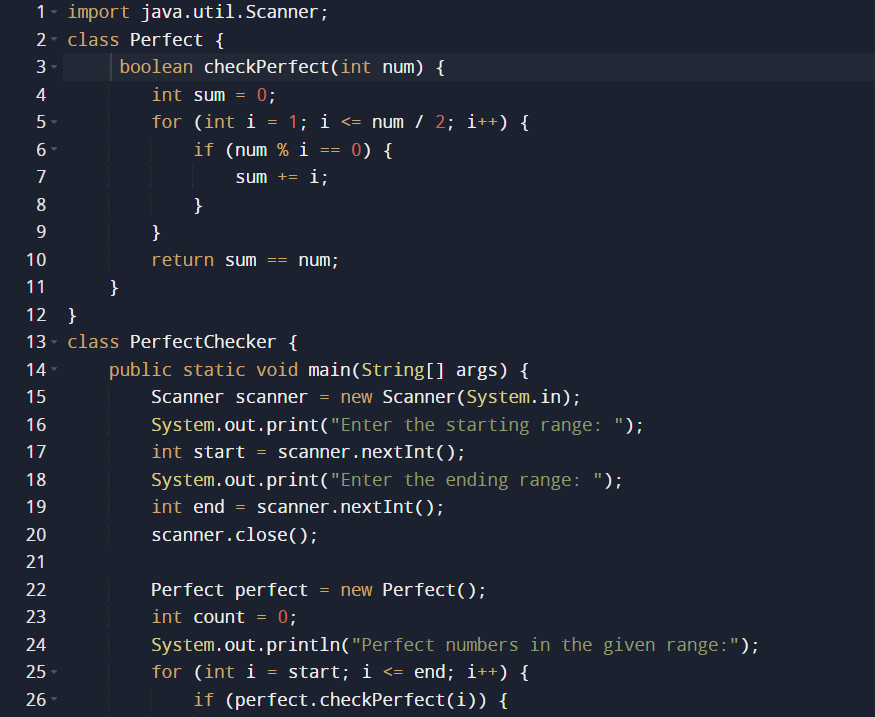 1 import java.util.Scanner;
2 class Perfect {
3 boolean checkPerfect(int num) {
4 int sum = 0;
5 for (int i = 1; i <= num / 2; i++) {
6 if (num % i == 0) {
7 sum += i;
8 }
9 }
10 return sum == num;
11 }
12 }
13 class PerfectChecker {
14 public static void main(String[] args) {
15 Scanner scanner = new Scanner(System.in);
16 System.out.print("Enter the starting range: ");
17 int start = scanner.nextInt();
18 System.out.print("Enter the ending range: ");
19 int end = scanner.nextInt();
20 scanner.close();
21
22 Perfect perfect = new Perfect();
23 int count = 0;
24 System.out.println("Perfect numbers in the given range:");
25 for (int i = start; i <= end; i++) {
26 if (perfect.checkPerfect(i)) {